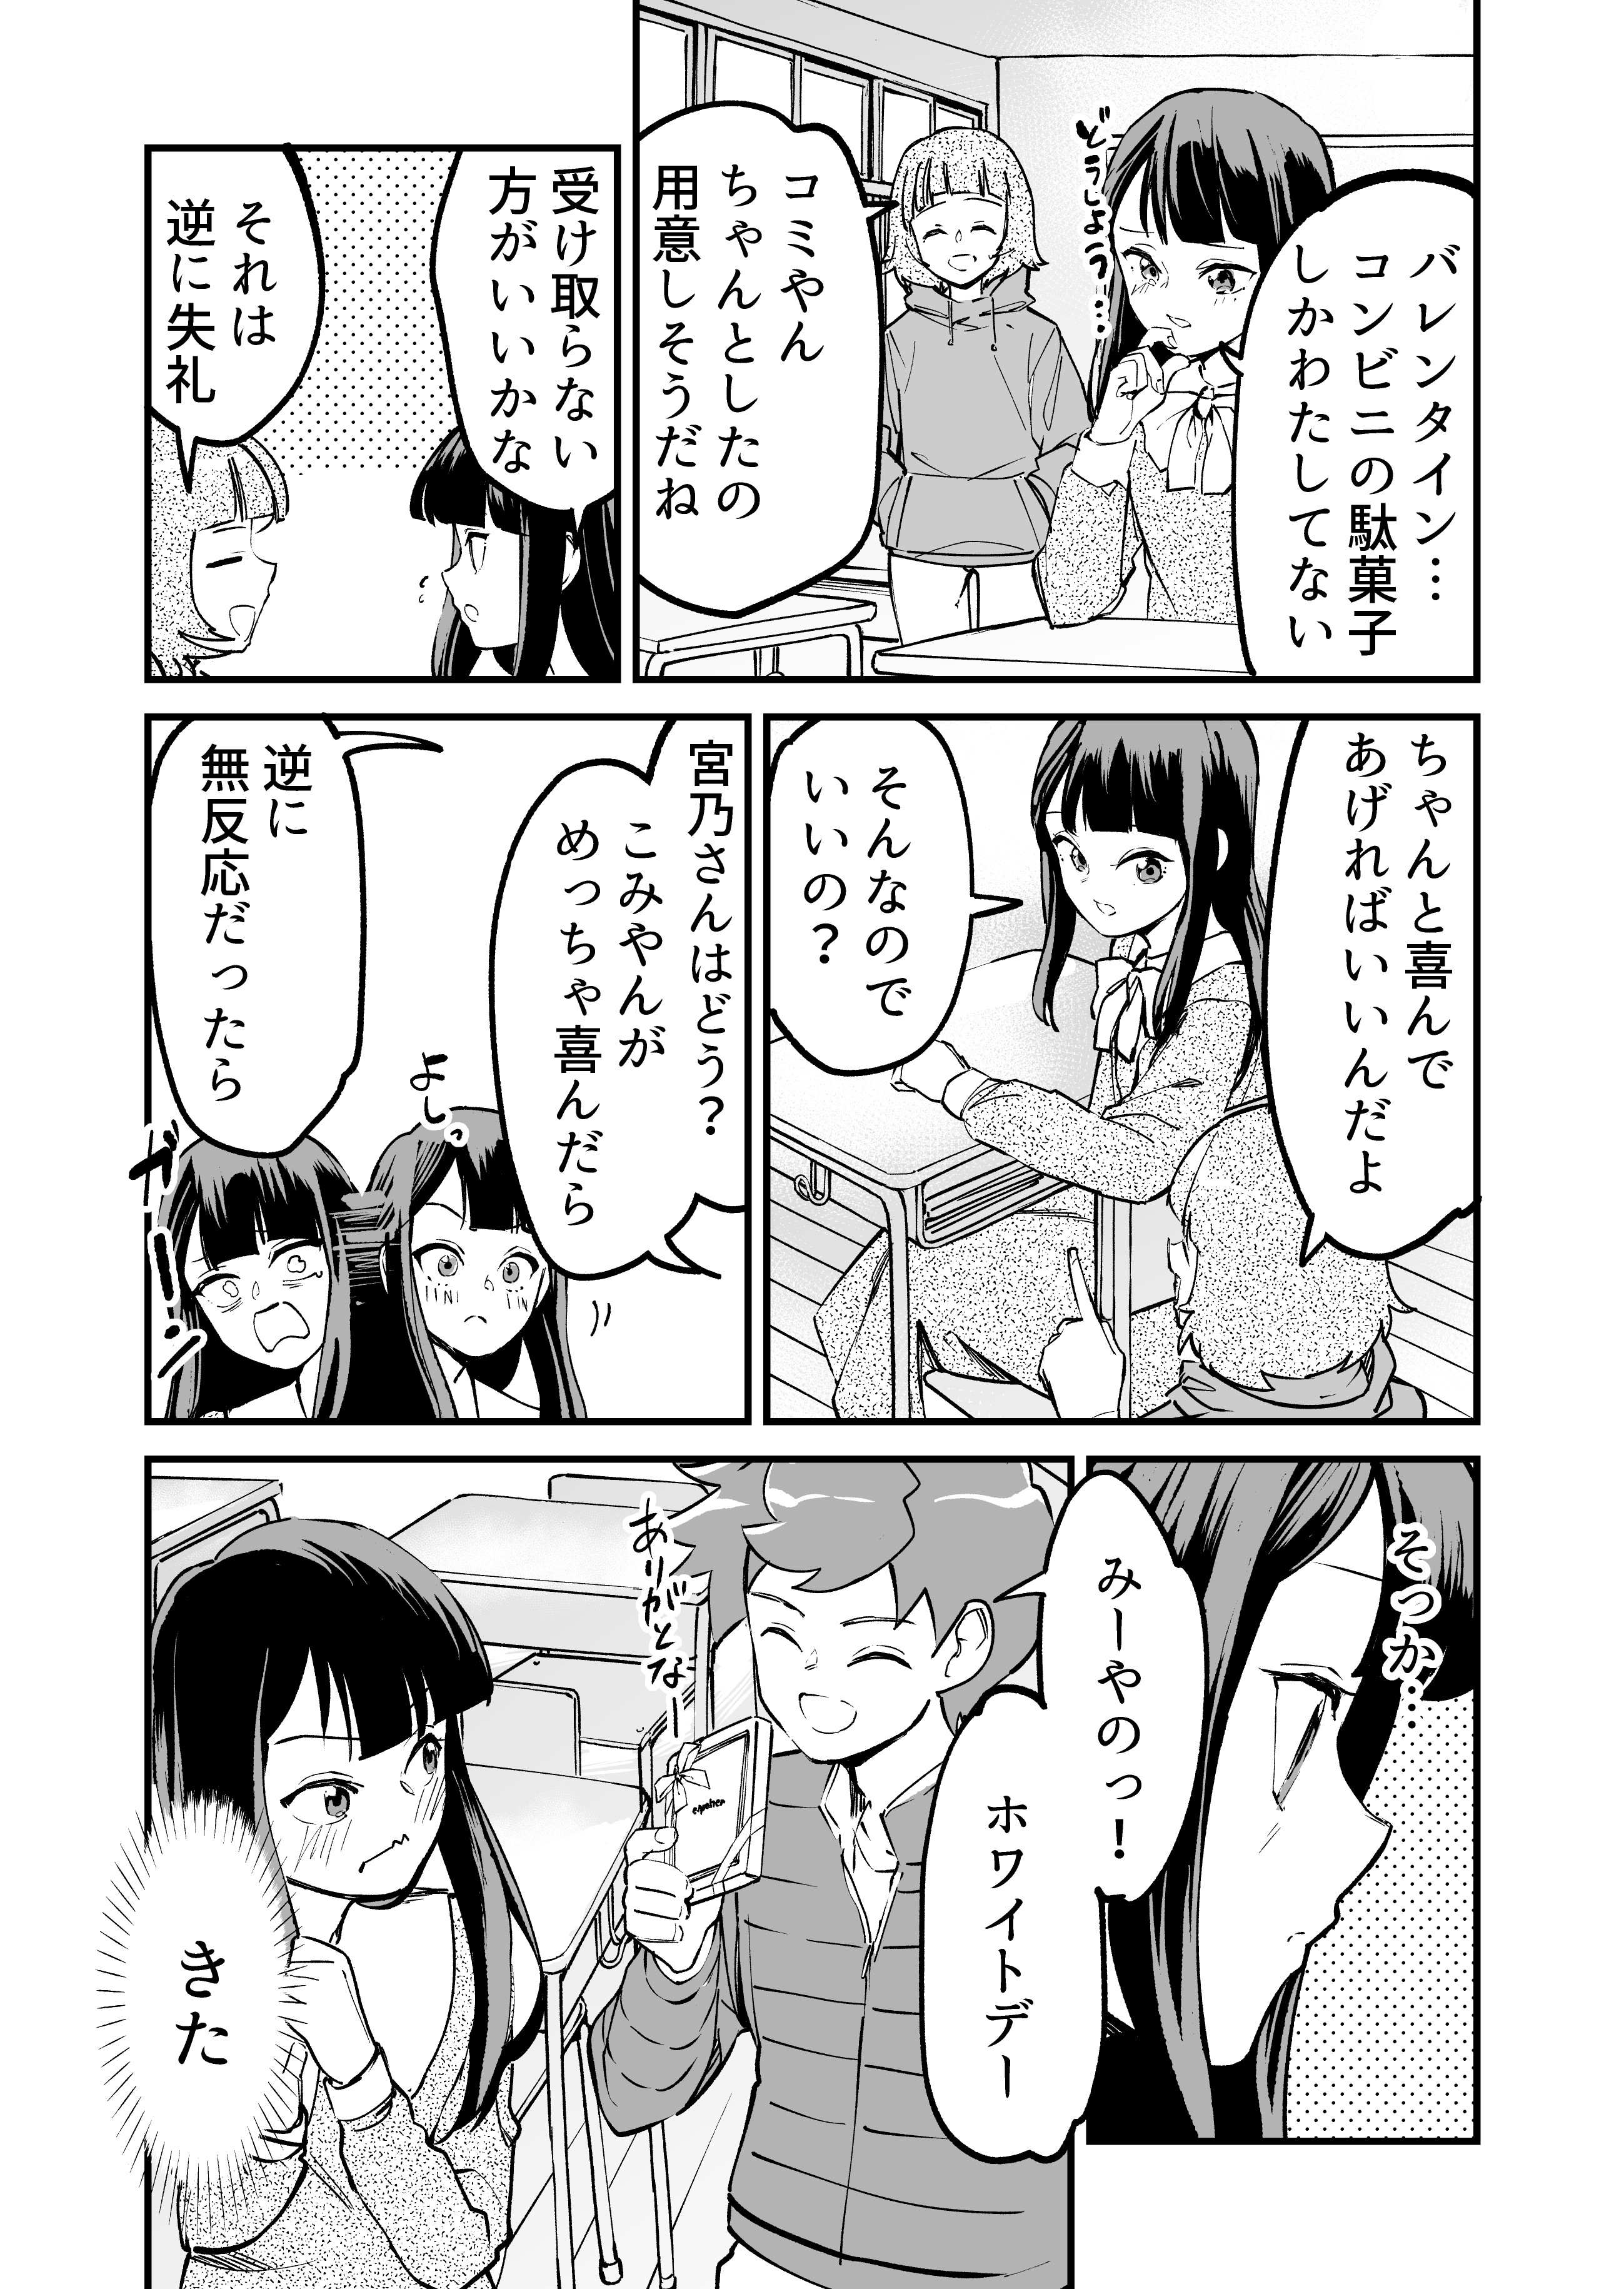 バレンタイン…
コンビニの駄菓子
しかわたしてない
どうしよう…
コミやん
ちゃんとしたの
用意しそうだね
受け取らない
方がいいかな
それは
逆に失礼
ちゃんと喜んで
あげればいいんだよ
そんなので
いいの？
宮乃さんはどう？
こみやんが
めっちゃ喜んだら
よしっ
逆に
無反応だったら
ガーーン
そっか…
みーやのっ！
ホワイトデー
ありがとなー
きた